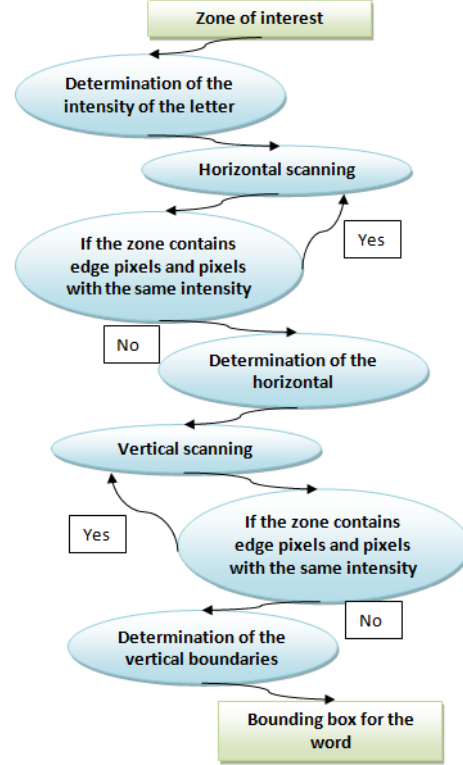 Zone of interest
Determination of the
intensity of the letter
Horizontal scanning
If the zone contains
edge pixels and pixels
with the same intensity
Yes
No
Determination of the
horizontal
Vertical scanning
Yes
If the zone contains
edge pixels and pixels
with the same intensity
No
Determination of the
vertical boundaries
Bounding box for the
word